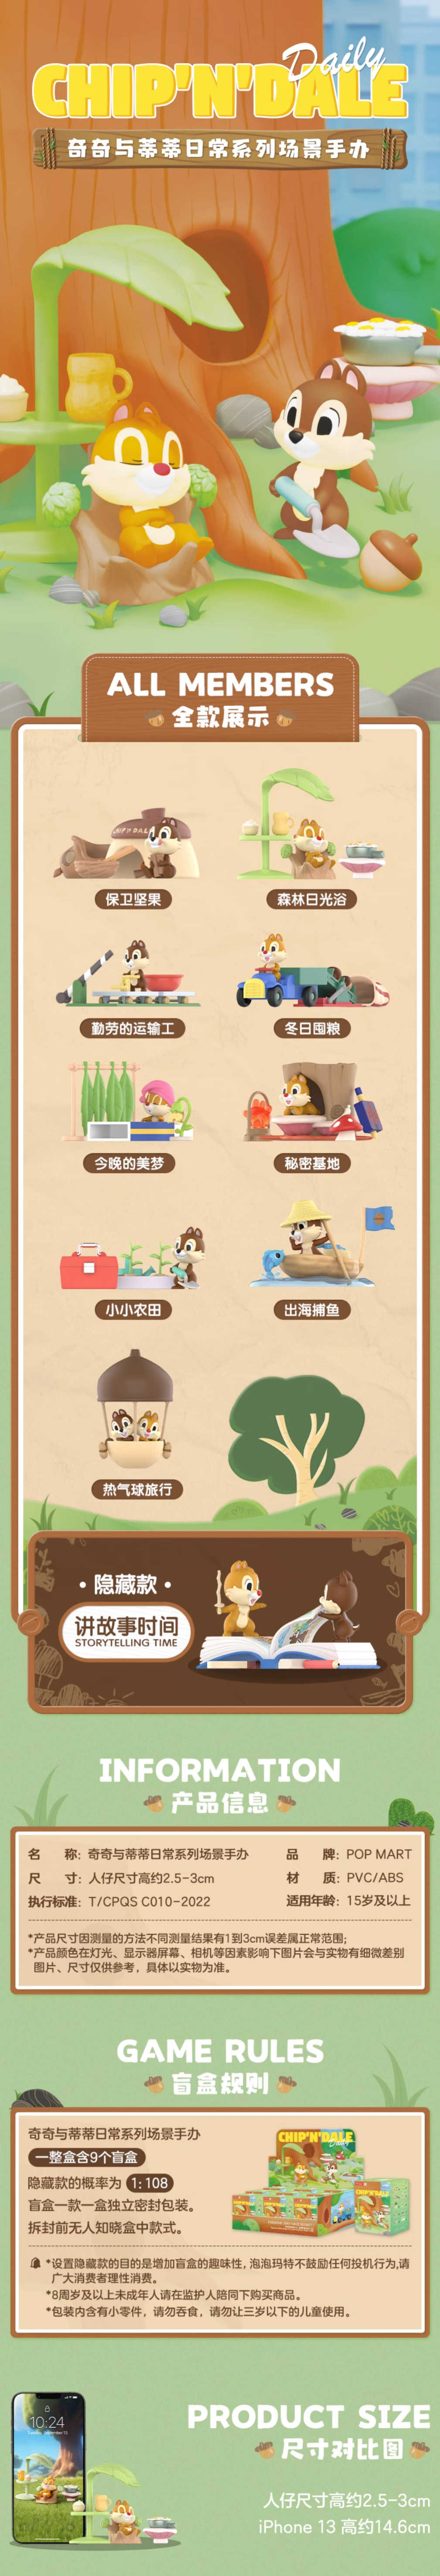 Daily
CHIP'N'DALE
奇奇与蒂蒂日常系列场景手办
ALL MEMBERS
全款展示
CHIP 'N' DALE
保卫坚果
森林日光浴
勤劳的运输工
冬日囤粮
今晚的美梦
秘密基地
小小农田
出海捕鱼
热气球旅行
·隐藏款·
讲故事时间
STORYTELLING TIME
INFORMATION
产品信息
名 称：奇奇与蒂蒂日常系列场景手办
品 牌：POP MART
尺 寸：人仔尺寸高约2.5-3cm
材 质：PVC/ABS
执行标准：T/CPQS C010-2022
适用年龄：15岁及以上
*产品尺寸因测量的方法不同测量结果有1到3cm误差属正常范围;
*产品颜色在灯光、显示器屏幕、相机等因素影响下图片会与实物有细微差别
图片、尺寸仅供参考，具体以实物为准。
GAME RULES
盲盒规则
奇奇与蒂蒂日常系列场景手办
一整盒含9个盲盒
隐藏款的概率为 1:108
盲盒一款一盒独立密封包装。
拆封前无人知晓盒中款式。
CHIP'N'DALE
Daily
*设置隐藏款的目的是增加盲盒的趣味性,泡泡玛特不鼓励任何投机行为,请
广大消费者理性消费。
*8周岁及以上未成年人请在监护人陪同下购买商品。
*包装内含有小零件，请勿吞食，请勿让三岁以下的儿童使用。
10:24
PRODUCT SIZE
尺寸对比图
人仔尺寸高约2.5-3cm
iPhone 13 高约14.6cm